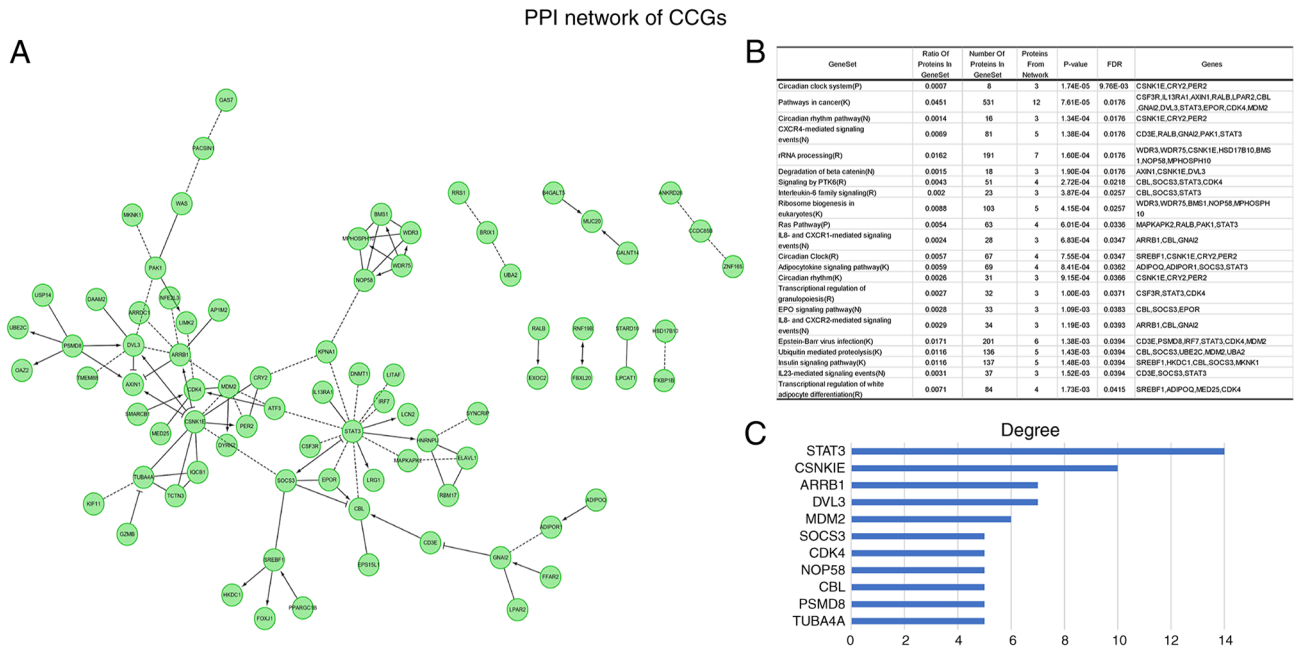 PPI network of CCGs
A
GAS7
PACSIN1
WAS
MKNK1
PAK1
USP14
DAAM2
ARRDC1
NFE2L3
LIMK2
AP1M2
UBE2C
PSMD8
DVL3
ARRB1
OAZ2
TMEM88
AXIN1
CDK4
MDM2
CRY2
SMARCB1
MED25
CSNK1E
PER2
ATF3
DYRK2
TUBA4A
IQCB1
TCTN3
KIF11
GZMB
BMS1
MPHOSPH10
WDR3
WDR75
NOP58
KPNA1
IL13RA1
DNMT1
LITAF
IRF7
LCN2
STAT3
CSF3R
HNRNPU
SYNCRIP
ELAVL1
RBM17
LRG1
SOCS3
EPOR
CBL
EPS15L1
CD3E
GNAI2
ADIPOR1
ADIPOQ
FFAR2
LPAR2
SREBF1
HKDC1
FOXJ1
RRS1
BRIX1
UBA2
B4GALT5
MUC20
GALNT14
CCDC85B
ZNF165
RALB
EXOC2
RNF19B
FBXL20
STARD10
LPCAT1
HSD17B10
B
GeneSet
Ratio Of Proteins In GeneSet
Number Of Proteins In GeneSet
Proteins From Network
P-value
FDR
Genes
Circadian clock system(P) 0.0007 8 3 1.74E-05 9.76E-03 CSNK1E,CRY2,PER2
Pathways in cancer(K) 0.0451 531 12 7.61E-05 0.0176 CSF3R,IL13RA1,AXIN1,RALB,LPAR2,CBL
,GNAI2,DVL3,STAT3,EPOR,CDK4,MDM2
Circadian rhythm pathway(N) 0.0014 16 3 1.34E-04 0.0176 CSNK1E,CRY2,PER2
CXCR4-mediated signaling
events(N) 0.0069 81 5 1.38E-04 0.0176 CD3E,RALB,GNAI2,PAK1,STAT3
rRNA processing(R) 0.0162 191 7 1.60E-04 0.0176 WDR3,WDR75,CSNK1E,HSD17B10,BMS
1,NOP58,MPHOSPH10
Degradation of beta catenin(N) 0.0015 18 3 1.90E-04 0.0176 AXIN1,CSNK1E,DVL3
Signaling by PTK6(R) 0.0043 51 4 2.72E-04 0.0218 CBL,SOCS3,STAT3,CDK4
Interleukin-6 family signaling(R) 0.002 23 3 3.87E-04 0.0257 CBL,SOCS3,STAT3
Ribosome biogenesis in
eukaryotes(K) 0.0088 103 5 4.15E-04 0.0257 WDR3,WDR75,BMS1,NOP58,MPHOSPH
10
Ras Pathway(P) 0.0054 63 4 6.01E-04 0.0336 MAPKAPK2,RALB,PAK1,STAT3
IL8- and CXCR1-mediated signaling
events(N) 0.0024 28 3 6.83E-04 0.0347 ARRB1,CBL,GNAI2
Circadian Clock(R) 0.0057 67 4 7.55E-04 0.0347 SREBF1,CSNK1E,CRY2,PER2
Adipocytokine signaling pathway(K) 0.0059 69 4 8.41E-04 0.0362 ADIPOQ,ADIPOR1,SOCS3,STAT3
Circadian rhythm(K) 0.0026 31 3 9.15E-04 0.0366 CSNK1E,CRY2,PER2
Transcriptional regulation of
granulopoiesis(R) 0.0027 32 3 1.00E-03 0.0371 CSF3R,STAT3,CDK4
EPO signaling pathway(P) 0.0028 33 3 1.09E-03 0.0383 CBL,SOCS3,EPOR
IL8- and CXCR2-mediated signaling
events(N) 0.0029 34 3 1.19E-03 0.0393 ARRB1,CBL,GNAI2
Epstein-Barr virus infection(K) 0.0171 201 6 1.38E-03 0.0394 CD3E,PSMD8,IRF7,STAT3,CDK4,MDM2
Ubiquitin mediated proteolysis(K) 0.0116 136 5 1.43E-03 0.0394 CBL,SOCS3,UBE2C,MDM2,UBA2
Insulin signaling pathway(K) 0.0116 137 5 1.48E-03 0.0394 SREBF1,HKDC1,CBL,SOCS3,MKNK1
IL23-mediated signaling events(N) 0.0031 37 3 1.52E-03 0.0394 CD3E,SOCS3,STAT3
Transcriptional regulation of white
adipocyte differentiation(R) 0.0071 84 4 1.73E-03 0.0415 SREBF1,ADIPOQ,MED25,CDK4
C
Degree
STAT3
CSNKIE
ARRB1
DVL3
MDM2
SOCS3
CDK4
NOP58
CBL
PSMD8
TUBA4A
0 2 4 6 8 10 12 14